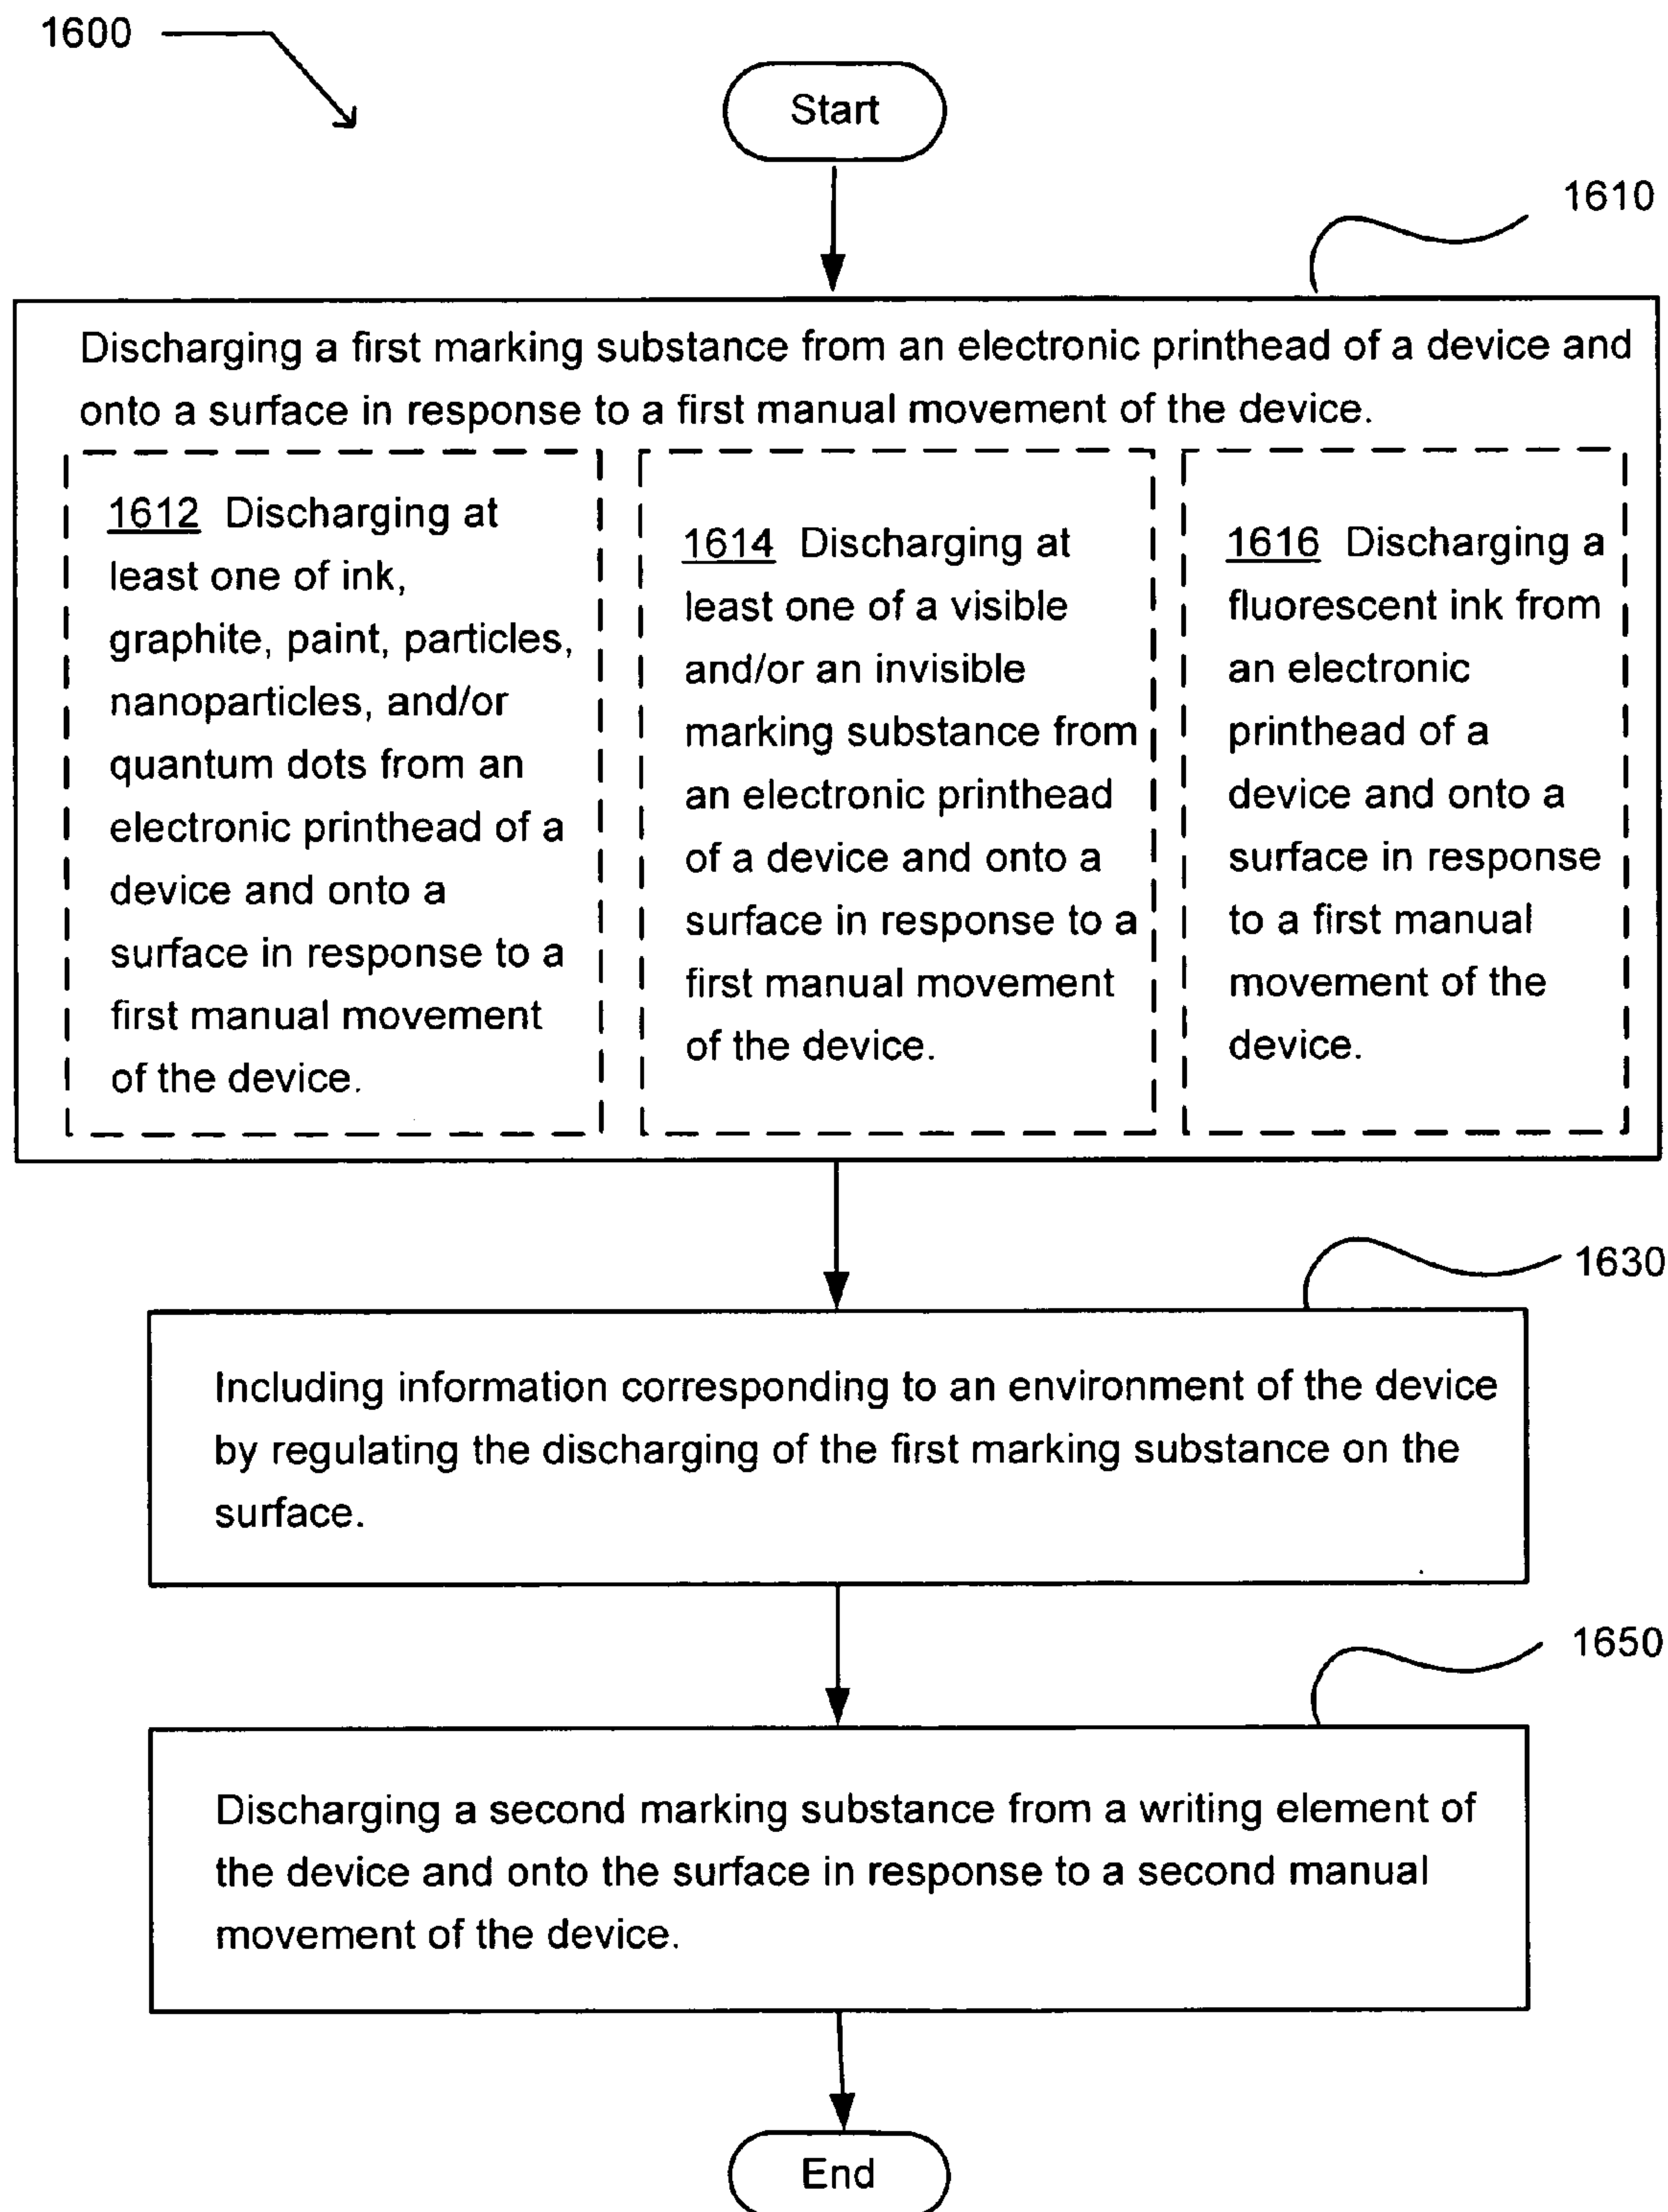 1600
Start
1610
Discharging a first marking substance from an electronic printhead of a device and
onto a surface in response to a first manual movement of the device.
1612 Discharging at
least one of ink,
graphite, paint, particles,
nanoparticles, and/or
quantum dots from an
electronic printhead of a
device and onto a
surface in response to a
first manual movement
of the device.
1614 Discharging at
least one of a visible
and/or an invisible
marking substance from
an electronic printhead
of a device and onto a
surface in response to a
first manual movement
of the device.
1616 Discharging a
fluorescent ink from
an electronic
printhead of a
device and onto a
surface in response
to a first manual
movement of the
device.
1630
Including information corresponding to an environment of the device
by regulating the discharging of the first marking substance on the
surface.
1650
Discharging a second marking substance from a writing element of
the device and onto the surface in response to a second manual
movement of the device.
End